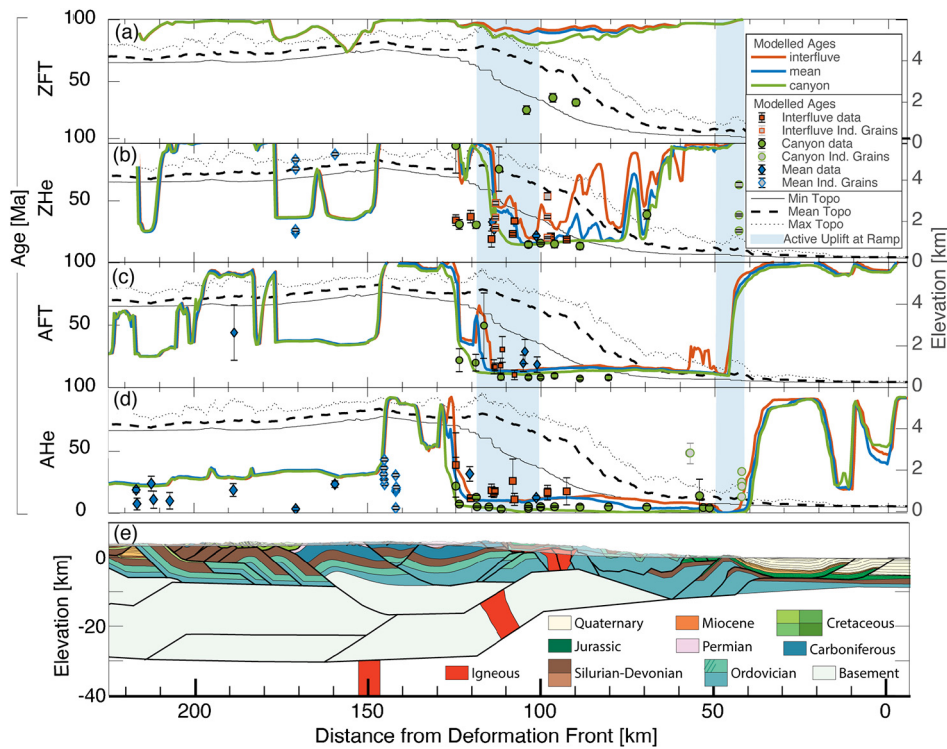 (a)
ZFT
50
100
Modelled Ages
interfluve
mean
canyon
4
2
0
Modelled Ages
Interfluve data
Interfluve Ind. Grains
Canyon data
Canyon Ind. Grains
Mean data
Mean Ind. Grains
Min Topo
Mean Topo
Max Topo
Active Uplift at Ramp
(b)
ZHe
50
100
4
2
0
Age [Ma]
Elevation [km]
(c)
AFT
50
100
4
2
0
(d)
AHe
50
0
4
2
0
(e)
Elevation [km]
0
-10
-20
-40
Quaternary
Miocene
Cretaceous
Jurassic
Permian
Carboniferous
Igneous
Silurian-Devonian
Ordovician
Basement
200
150
100
50
0
Distance from Deformation Front [km]